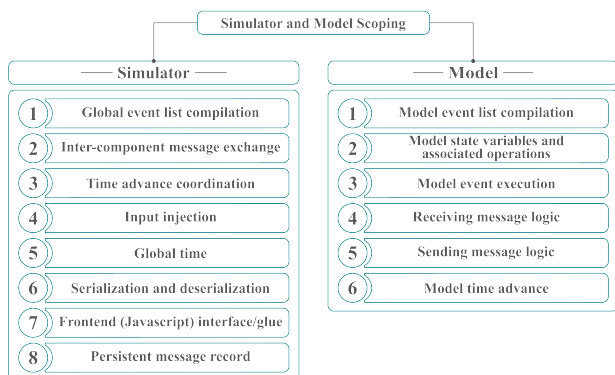 Simulator and Model Scoping
Simulator
1 Global event list compilation
2 Inter-component message exchange
3 Time advance coordination
4 Input injection
5 Global time
6 Serialization and deserialization
7 Frontend (Javascript) interface/glue
8 Persistent message record
Model
1 Model event list compilation
2 Model state variables and
associated operations
3 Model event execution
4 Receiving message logic
5 Sending message logic
6 Model time advance